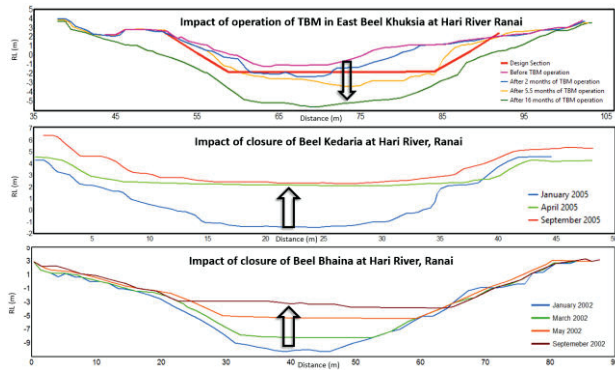 Impact of operation of TBM in East Beel Khuksia at Hari River Ranai
RL (m)
5
4
3
2
1
0
-1
-2
-3
-4
-5
Design Section
Before TBM operation
After 2 months of TBM operation
After 5.5 months of TBM operation
After 16 months of TBM operation
35 45 55 65 75 85 95 105
Distance (m)
Impact of closure of Beel Kedaria at Hari River, Ranai
RL (m)
7
6
5
4
3
2
1
0
-1
-2
January 2005
April 2005
September 2005
5 10 15 20 25 30 35 40 45 50
Distance (m)
Impact of closure of Beel Bhaina at Hari River, Ranai
RL (m)
3
1
-1
-3
-5
-7
-9
January 2002
March 2002
May 2002
Septemeber 2002
0 10 20 30 40 50 60 70 80
Distance (m)